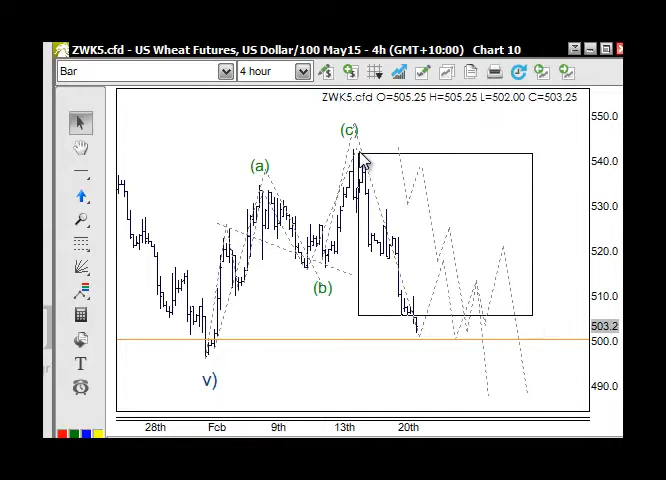 ZWK5.cfd - US Wheat Futures, US Dollar/100 May15 - 4h (GMT+10:00) Chart 10
Bar 4 hour
ZWK5.cfd O=505.25 H=505.25 L=502.00 C=503.25
550.0
(c)
540.0
(a)
530.0
520.0
(b)
510.0
503.2
500.0
v)
490.0
28th Feb 9th 13th 20th